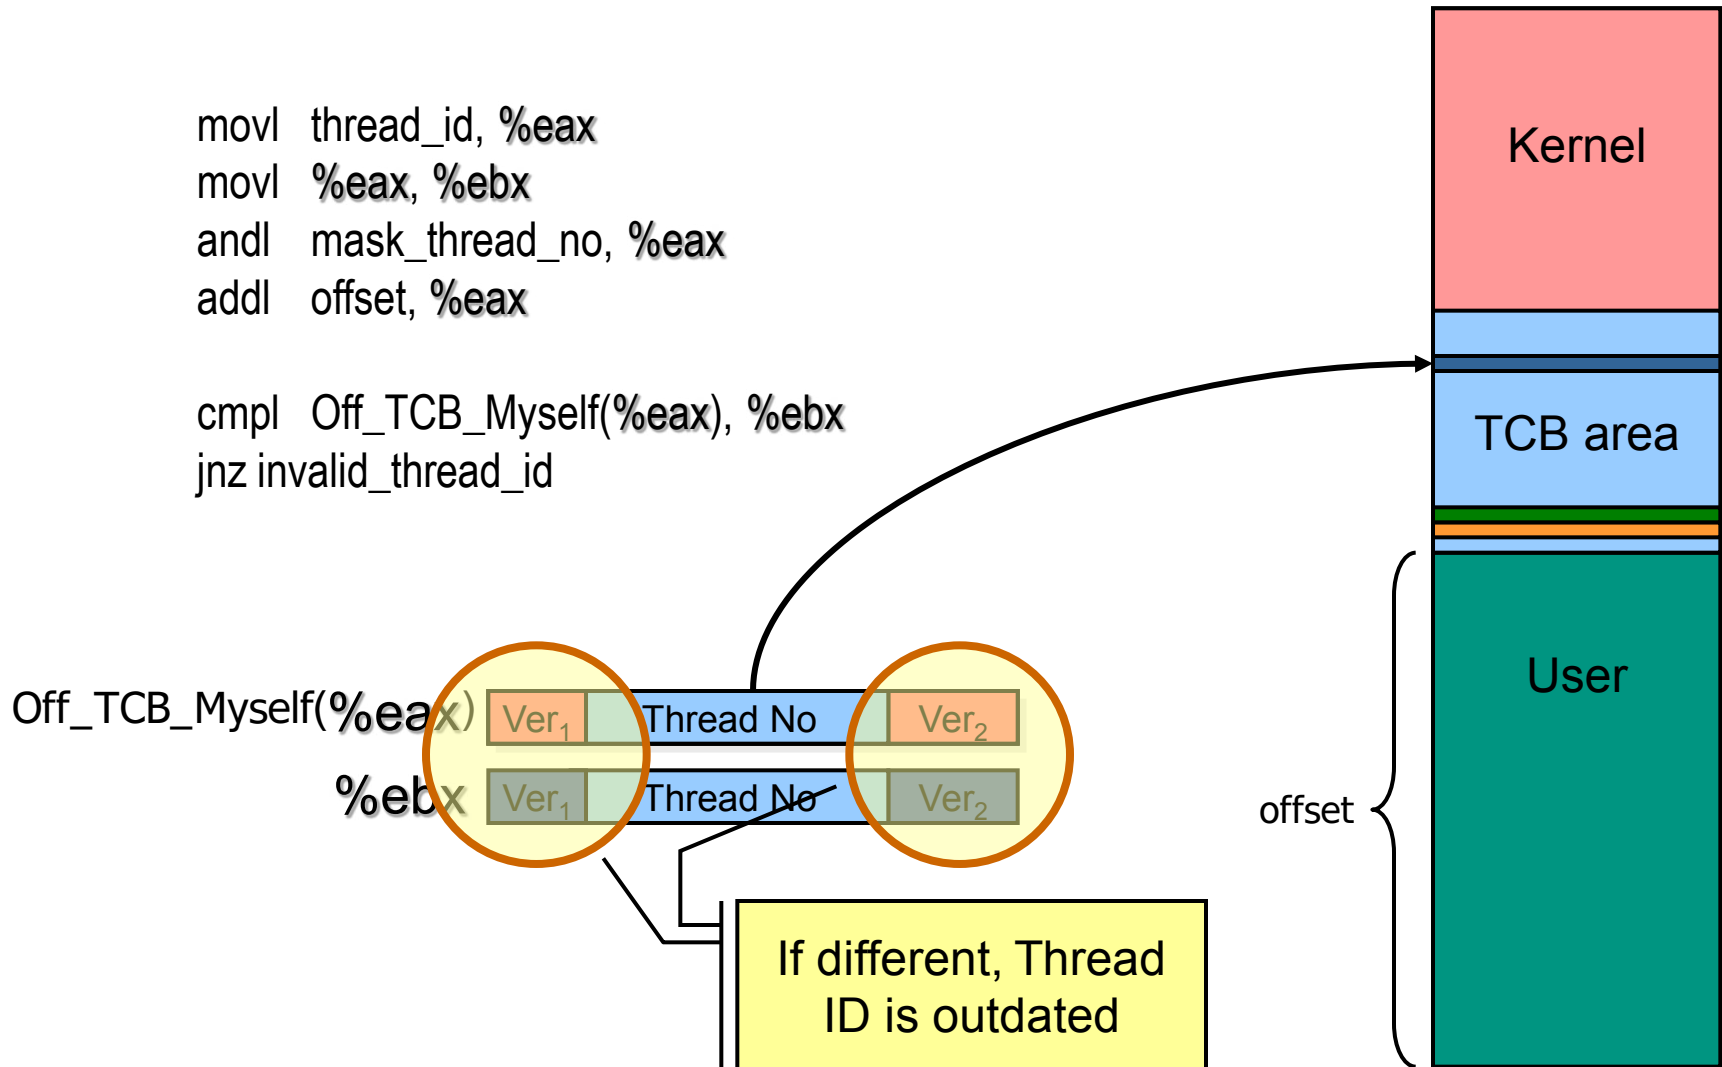 movl thread_id, %eax
movl %eax, %ebx
andl mask_thread_no, %eax
addl offset, %eax
cmpl Off_TCB_Myself(%eax), %ebx
jnz invalid_thread_id
Off_TCB_Myself(%eax) Ver1 Thread No Ver2
%ebx Ver1 Thread No Ver2
If different, Thread
ID is outdated
Kernel
TCB area
User
offset